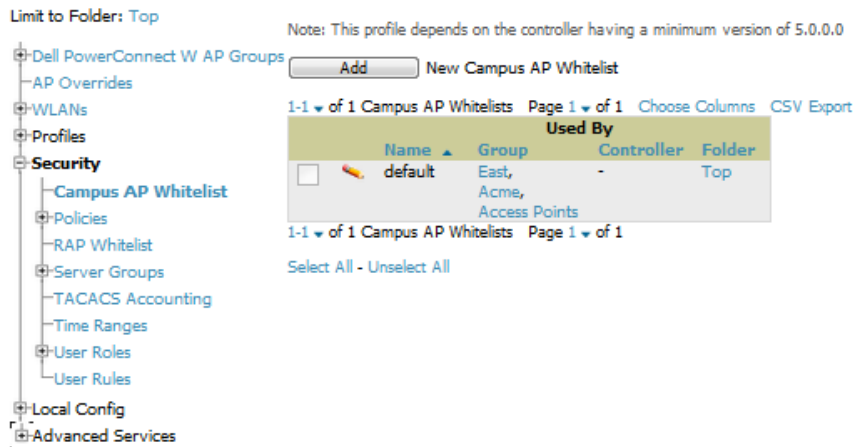 Limit to Folder: Top
Dell PowerConnect W AP Groups
AP Overrides
WLANs
Profiles
Security
Campus AP Whitelist
Policies
RAP Whitelist
Server Groups
TACACS Accounting
Time Ranges
User Roles
User Rules
Local Config
Advanced Services
Note: This profile depends on the controller having a minimum version of 5.0.0.0
Add New Campus AP Whitelist
1-1 of 1 Campus AP Whitelists Page 1 of 1 Choose Columns CSV Export
Used By
Name Group Controller Folder
default East, - Top
Acme,
Access Points
1-1 of 1 Campus AP Whitelists Page 1 of 1
Select All - Unselect All